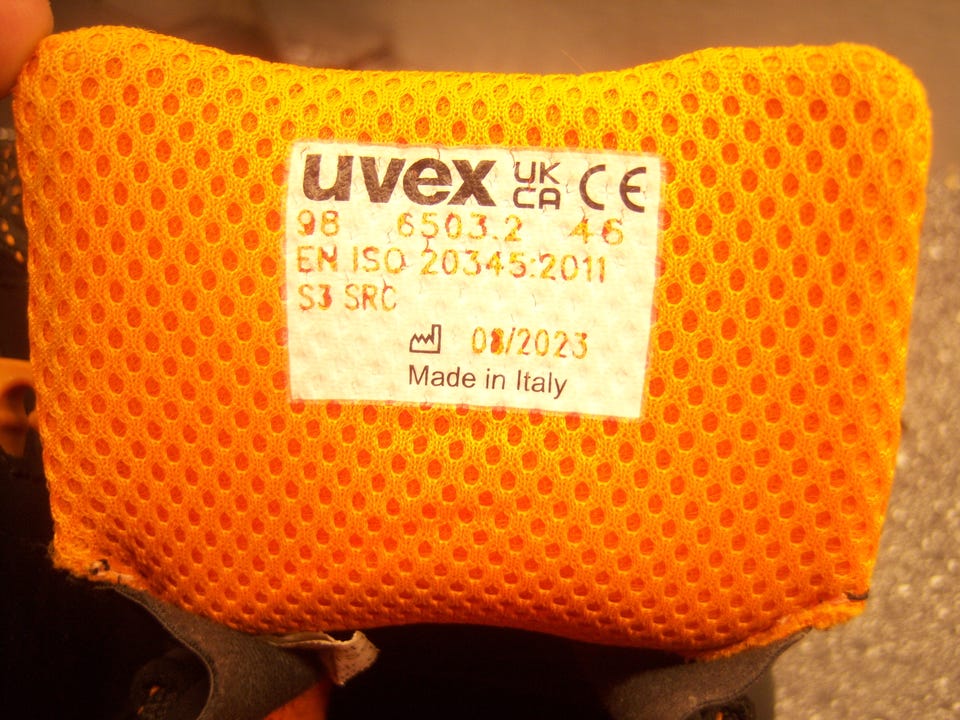 uvex UK CA CE
98 6503.2 46
EN ISO 20345:2011
S3 SRC
08/2023
Made in Italy